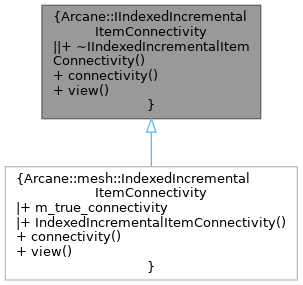 {Arcane::IIndexedIncremental
ItemConnectivity
||+ ~IIndexedIncrementalItem
Connectivity()
+ connectivity()
+ view()
}
{Arcane::mesh::IndexedIncremental
ItemConnectivity
|+ m_true_connectivity
|+ IndexedIncrementalItemConnectivity()
+ connectivity()
+ view()
}